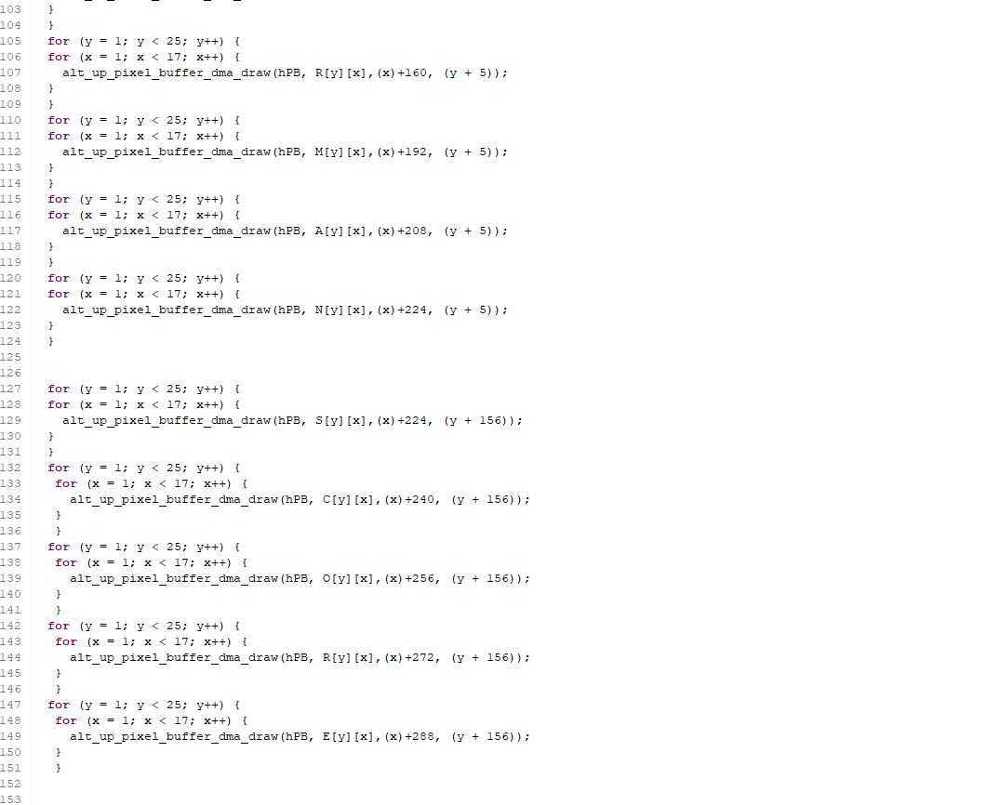 103 }
104 }
105 for (y = 1; y < 25; y++) {
106 for (x = 1; x < 17; x++) {
107 alt_up_pixel_buffer_dma_draw(hPB, R[y][x],(x)+160, (y + 5));
108 }
109 }
110 for (y = 1; y < 25; y++) {
111 for (x = 1; x < 17; x++) {
112 alt_up_pixel_buffer_dma_draw(hPB, M[y][x],(x)+192, (y + 5));
113 }
114 }
115 for (y = 1; y < 25; y++) {
116 for (x = 1; x < 17; x++) {
117 alt_up_pixel_buffer_dma_draw(hPB, A[y][x],(x)+208, (y + 5));
118 }
119 }
120 for (y = 1; y < 25; y++) {
121 for (x = 1; x < 17; x++) {
122 alt_up_pixel_buffer_dma_draw(hPB, N[y][x],(x)+224, (y + 5));
123 }
124 }
125
126
127 for (y = 1; y < 25; y++) {
128 for (x = 1; x < 17; x++) {
129 alt_up_pixel_buffer_dma_draw(hPB, S[y][x],(x)+224, (y + 156));
130 }
131 }
132 for (y = 1; y < 25; y++) {
133 for (x = 1; x < 17; x++) {
134 alt_up_pixel_buffer_dma_draw(hPB, C[y][x],(x)+240, (y + 156));
135 }
136 }
137 for (y = 1; y < 25; y++) {
138 for (x = 1; x < 17; x++) {
139 alt_up_pixel_buffer_dma_draw(hPB, O[y][x],(x)+256, (y + 156));
140 }
141 }
142 for (y = 1; y < 25; y++) {
143 for (x = 1; x < 17; x++) {
144 alt_up_pixel_buffer_dma_draw(hPB, R[y][x],(x)+272, (y + 156));
145 }
146 }
147 for (y = 1; y < 25; y++) {
148 for (x = 1; x < 17; x++) {
149 alt_up_pixel_buffer_dma_draw(hPB, E[y][x],(x)+288, (y + 156));
150 }
151 }
152
153